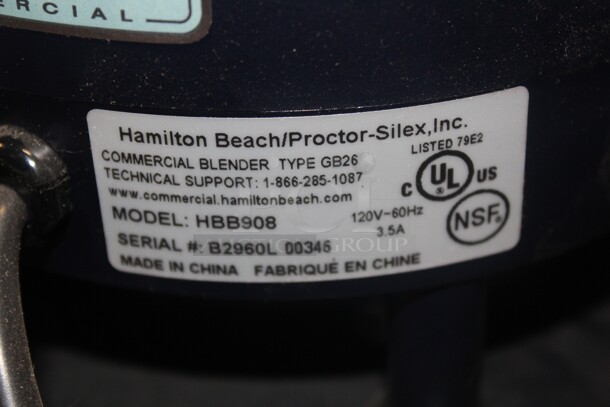 ERCIAL
Hamilton Beach/Proctor-Silex,Inc.
COMMERCIAL BLENDER TYPE GB26
LISTED 79E2
TECHNICAL SUPPORT: 1-866-285-1087
www.commercial.hamiltonbeach.com
C UL US
MODEL: HBB908
120V~60Hz
3.5A
NSF
SERIAL #: B2960L 00346
GROUP
MADE IN CHINA FABRIQUE EN CHINE